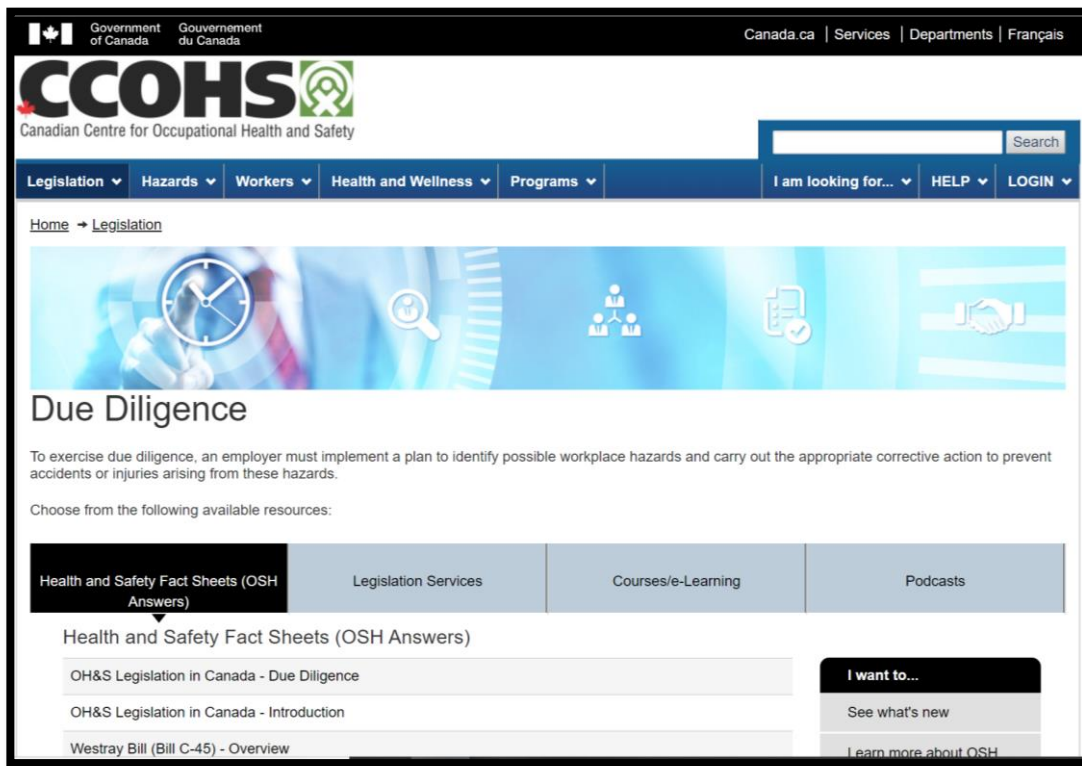 Government of Canada
Gouvernement du Canada
Canada.ca | Services | Departments | Français
CCOHS
Canadian Centre for Occupational Health and Safety
Search
Legislation Hazards Workers Health and Wellness Programs I am looking for... HELP LOGIN
Home → Legislation
Due Diligence
To exercise due diligence, an employer must implement a plan to identify possible workplace hazards and carry out the appropriate corrective action to prevent
accidents or injuries arising from these hazards.
Choose from the following available resources:
Health and Safety Fact Sheets (OSH
Answers)
Legislation Services
Courses/e-Learning
Podcasts
Health and Safety Fact Sheets (OSH Answers)
OH&S Legislation in Canada - Due Diligence
OH&S Legislation in Canada - Introduction
Westray Bill (Bill C-45) - Overview
I want to...
See what's new
Learn more about OSH